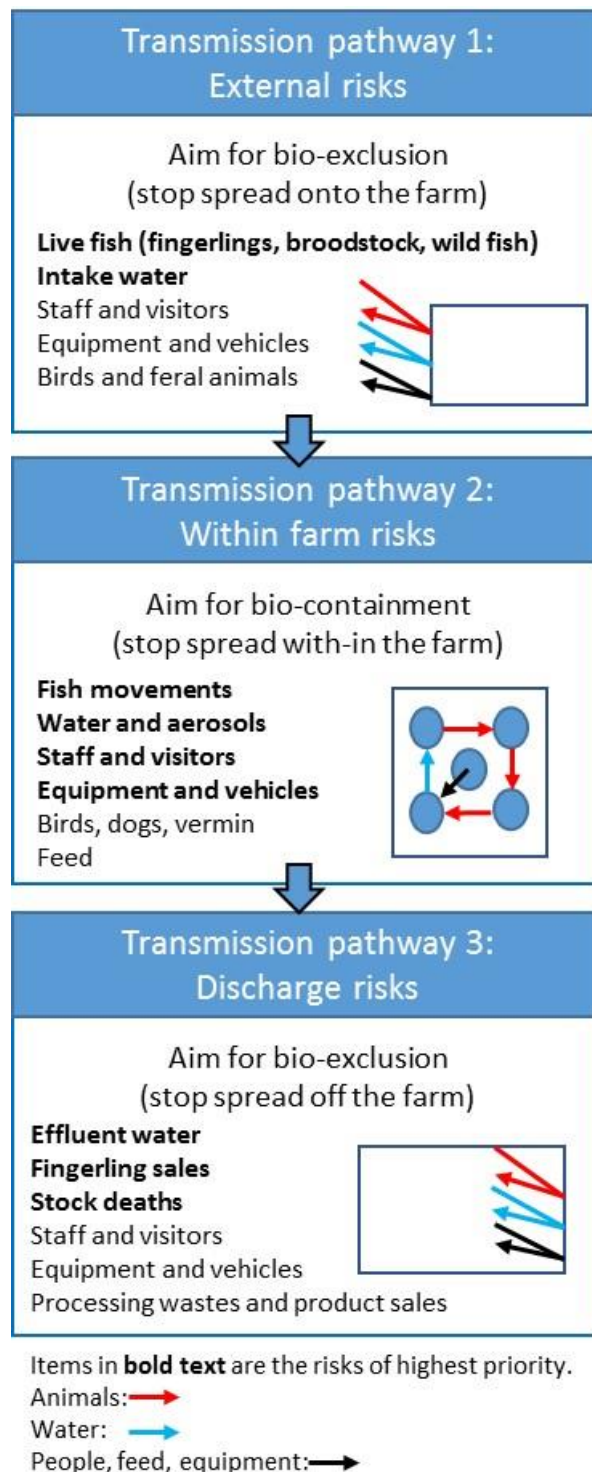 Transmission pathway 1:
External risks
Aim for bio-exclusion
(stop spread onto the farm)
Live fish (fingerlings, broodstock, wild fish)
Intake water
Staff and visitors
Equipment and vehicles
Birds and feral animals
Transmission pathway 2:
Within farm risks
Aim for bio-containment
(stop spread with-in the farm)
Fish movements
Water and aerosols
Staff and visitors
Equipment and vehicles
Birds, dogs, vermin
Feed
Transmission pathway 3:
Discharge risks
Aim for bio-exclusion
(stop spread off the farm)
Effluent water
Fingerling sales
Stock deaths
Staff and visitors
Equipment and vehicles
Processing wastes and product sales
Items in bold text are the risks of highest priority.
Animals:
Water:
People, feed, equipment: